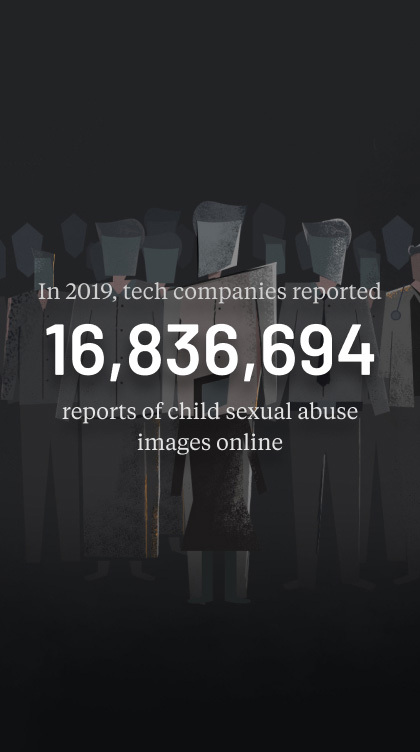 In 2019, tech companies reported
16,836,694
reports of child sexual abuse
images online